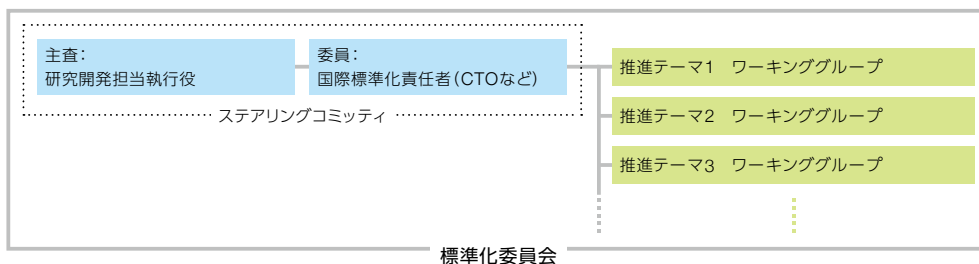 主査：
研究開発担当執行役
委員：
国際標準化責任者（CTOなど）
ステアリングコミッティ
推進テーマ1　ワーキンググループ
推進テーマ2　ワーキンググループ
推進テーマ3　ワーキンググループ
標準化委員会